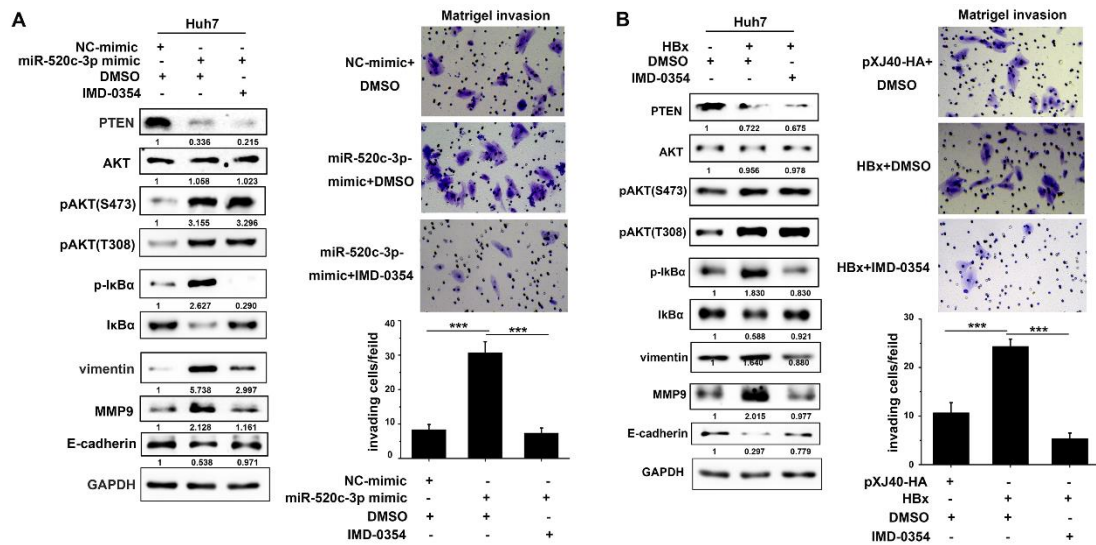 A
Huh7
NC-mimic + - -
miR-520c-3p mimic - + +
DMSO + + -
IMD-0354 - - +
PTEN
1 0.336 0.215
AKT
1 1.058 1.023
pAKT(S473)
1 3.155 3.296
pAKT(T308)
p-IκBα
1 2.627 0.290
IκBα
vimentin
1 5.738 2.997
MMP9
1 2.128 1.161
E-cadherin
1 0.538 0.971
GAPDH
Matrigel invasion
NC-mimic+
DMSO
miR-520c-3p-
mimic+DMSO
miR-520c-3p-
mimic+IMD-0354
invading cells/feild
40
30
20
10
0
*** ***
NC-mimic + - -
miR-520c-3p mimic - + +
DMSO + + -
IMD-0354 - - +
B
Huh7
HBx - + +
DMSO + + -
IMD-0354 - - +
PTEN
1 0.722 0.675
AKT
1 0.956 0.978
pAKT(S473)
pAKT(T308)
p-IκBα
1 1.830 0.830
IκBα
1 0.588 0.921
vimentin
1 1.640 0.880
MMP9
1 2.015 0.977
E-cadherin
1 0.297 0.779
GAPDH
Matrigel invasion
pXJ40-HA+
DMSO
HBx+DMSO
HBx+IMD-0354
invading cells/feild
30
20
10
0
*** ***
pXJ40-HA + - -
HBx - + +
DMSO + + -
IMD-0354 - - +